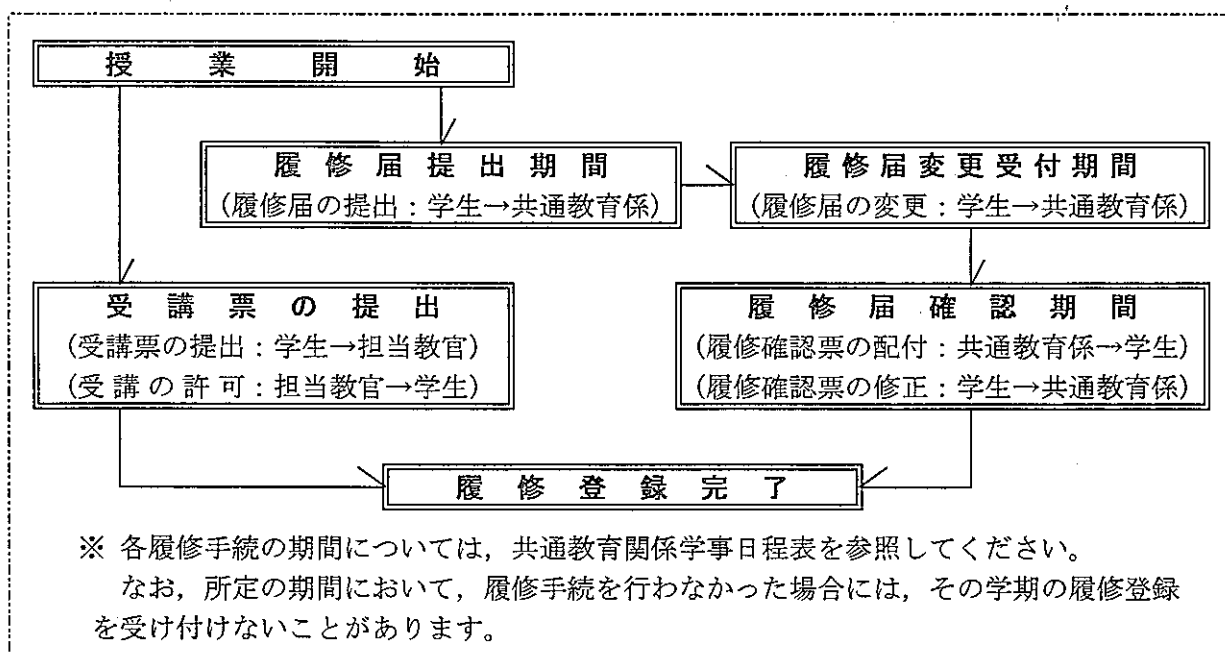 授業開始
履修届提出期間
(履修届の提出：学生→共通教育係)
履修届変更受付期間
(履修届の変更：学生→共通教育係)
受講票の提出
(受講票の提出：学生→担当教官)
(受講の許可：担当教官→学生)
履修届確認期間
(履修確認票の配付：共通教育係→学生)
(履修確認票の修正：学生→共通教育係)
履修登録完了
※ 各履修手続の期間については，共通教育関係学事日程表を参照してください。
なお，所定の期間において，履修手続を行わなかった場合には，その学期の履修登録
を受け付けないことがあります。